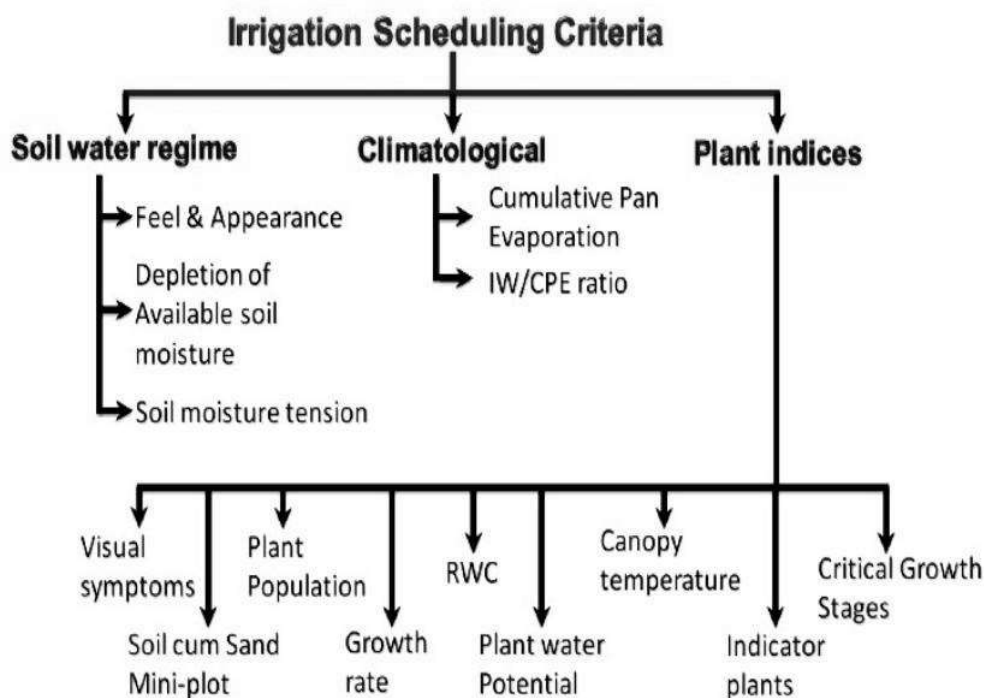 Irrigation Scheduling Criteria
Soil water regime
Feel & Appearance
Depletion of
Available soil
moisture
Soil moisture tension
Climatological
Cumulative Pan
Evaporation
IW/CPE ratio
Plant indices
Visual
symptoms
Soil cum Sand
Mini-plot
Plant
Population
Growth
rate
RWC
Plant water
Potential
Canopy
temperature
Indicator
plants
Critical Growth
Stages